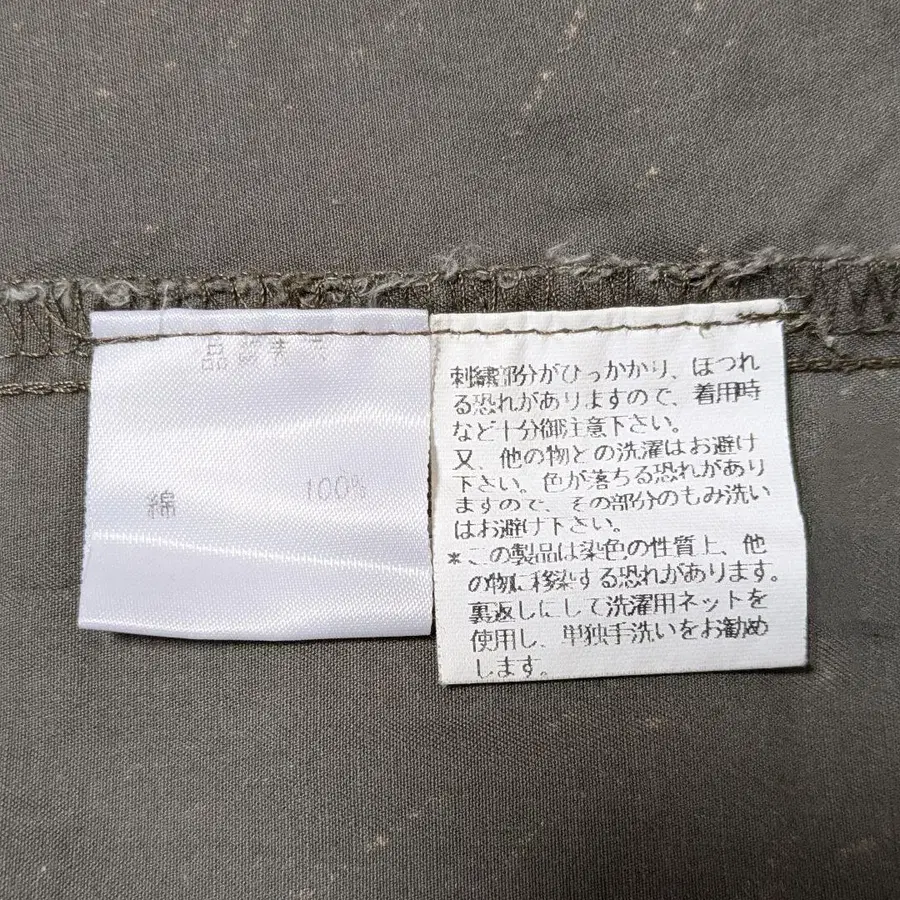 綿 100%
刺繍部分がひっかかり、ほつれ
る恐れがありますので、着用時
など十分御注意下さい。
又、他の物との洗濯はお避け
下さい。色が落ちる恐れがあり
ますので、その部分のもみ洗い
はお避け下さい。
*この製品は染色の性質上、他
の物に移染する恐れがあります。
裏返しにして洗濯用ネットを
使用し、単独手洗いをお勧め
します。